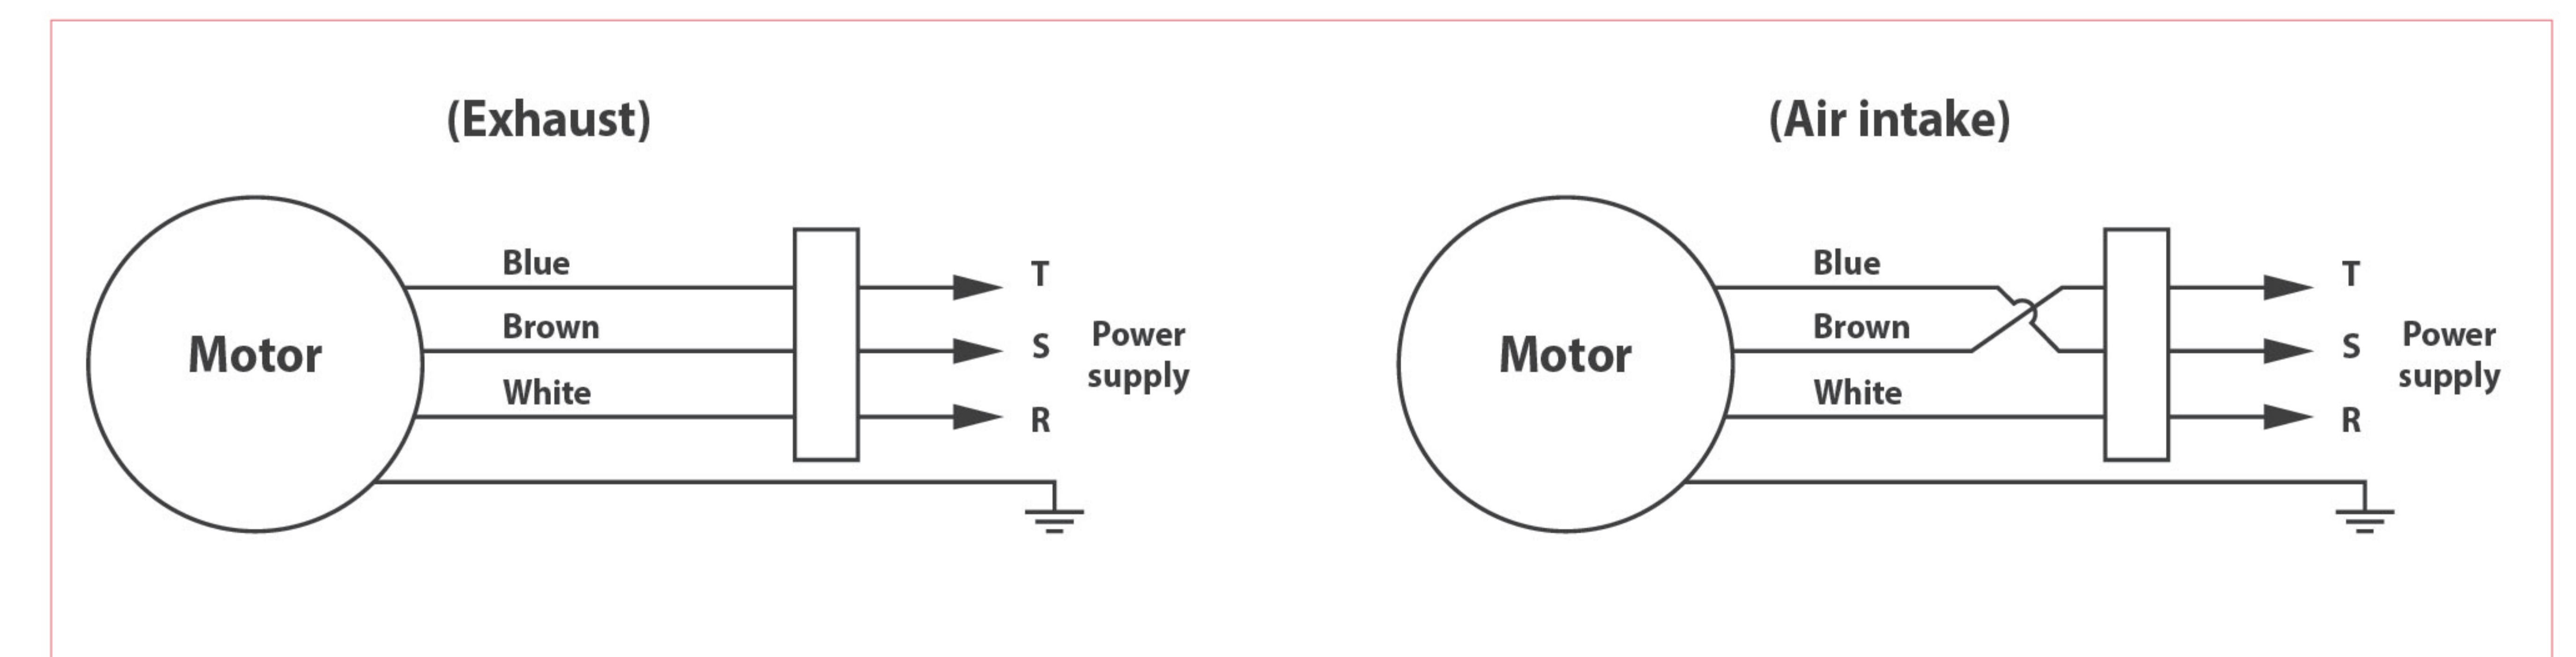 (Exhaust)
Motor
Blue
Brown
White
T
S
R
Power
supply
(Air intake)
Motor
Blue
Brown
White
T
S
R
Power
supply